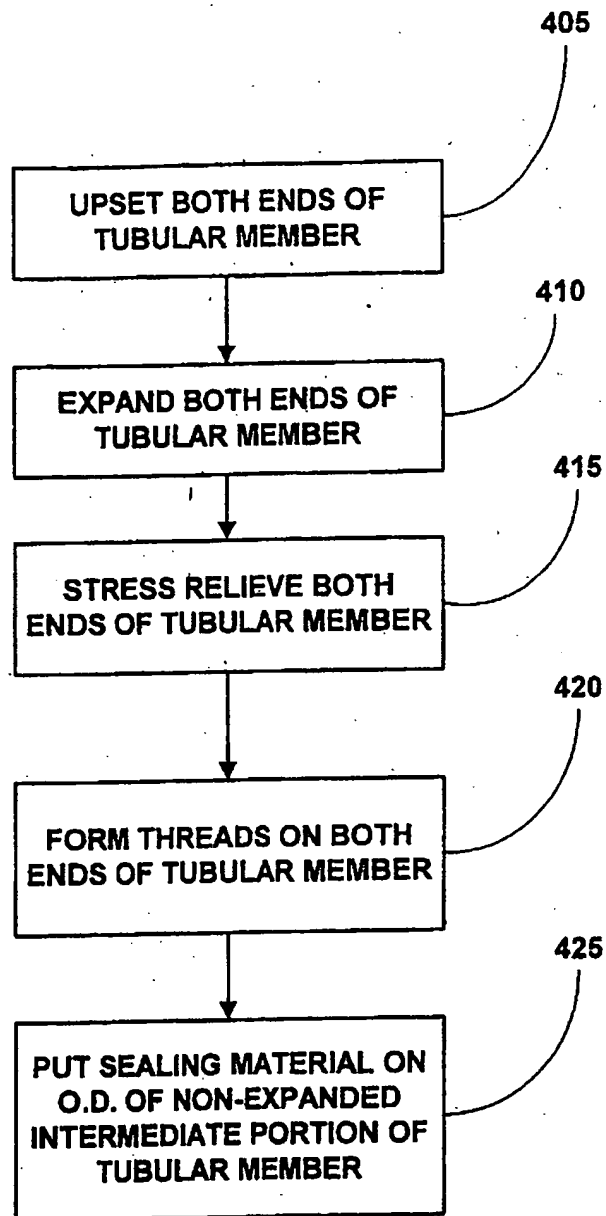 405
UPSET BOTH ENDS OF
TUBULAR MEMBER
410
EXPAND BOTH ENDS OF
TUBULAR MEMBER
415
STRESS RELIEVE BOTH
ENDS OF TUBULAR MEMBER
420
FORM THREADS ON BOTH
ENDS OF TUBULAR MEMBER
425
PUT SEALING MATERIAL ON
O.D. OF NON-EXPANDED
INTERMEDIATE PORTION OF
TUBULAR MEMBER